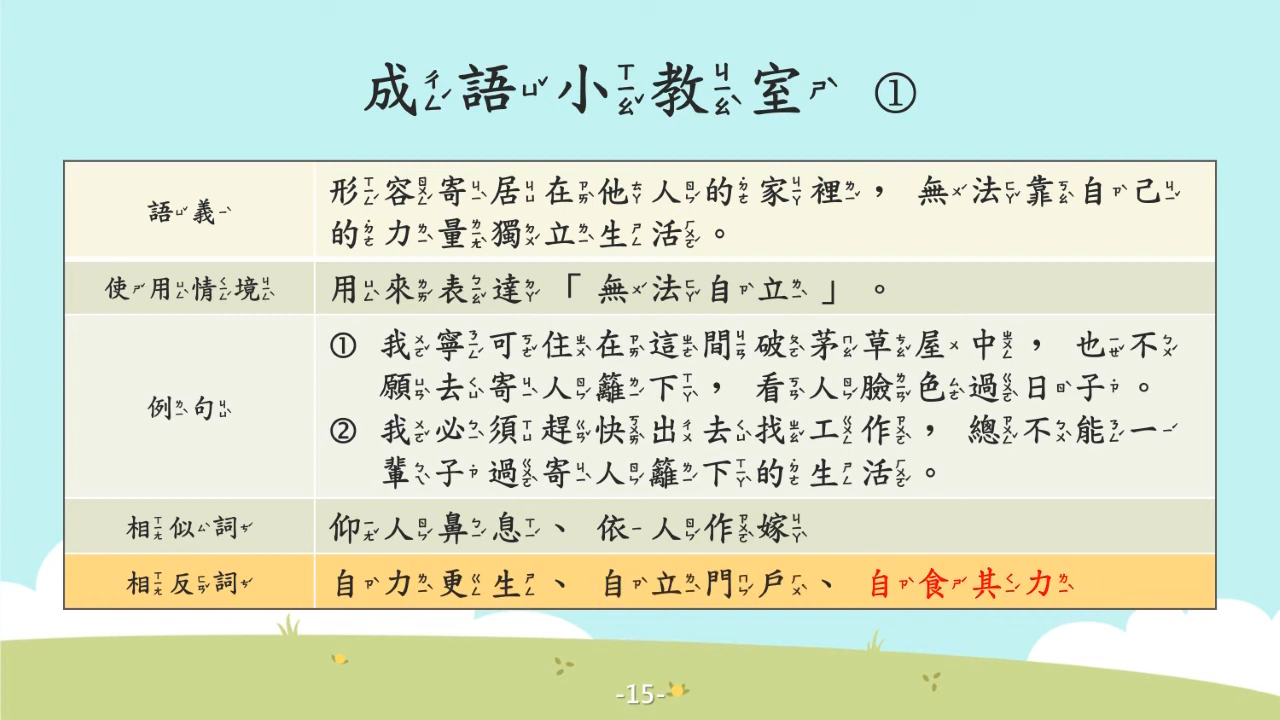 成語小教室 ①
語義
形容寄居在他人的家裡，無法靠自己
的力量獨立生活。
使用情境
用來表達「無法自立」。
例句
① 我寧可住在這間破茅草屋中，也不
願去寄人籬下，看人臉色過日子。
② 我必須趕快出去找工作，總不能一
輩子過寄人籬下的生活。
相似詞
仰人鼻息、依人作嫁
相反詞
自力更生、自立門戶、自食其力
-15-